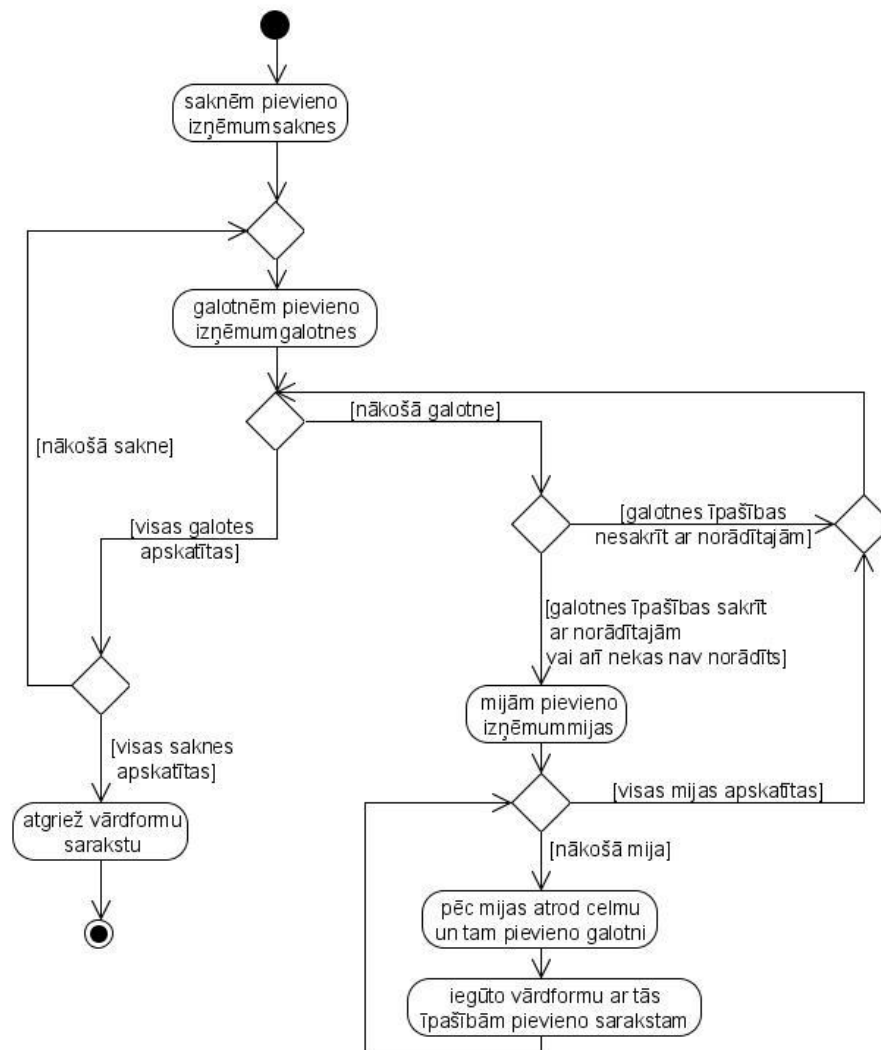 saknēm pievieno
izņēmumsaknes
galotnēm pievieno
izņēmumgalotnes
[nākošā galotne]
[nākošā sakne]
[visas galotes
apskatītas]
[galotnes īpašības
nesakrīt ar norādītajām]
[galotnes īpašības sakrīt
ar norādītajām
vai arī nekas nav norādīts]
mijām pievieno
izņēmummijas
[visas saknes
apskatītas]
[visas mijas apskatītas]
atgriež vārdformu
sarakstu
[nākošā mija]
pēc mijas atrod celmu
un tam pievieno galotni
iegūto vārdformu ar tās
īpašībām pievieno sarakstam